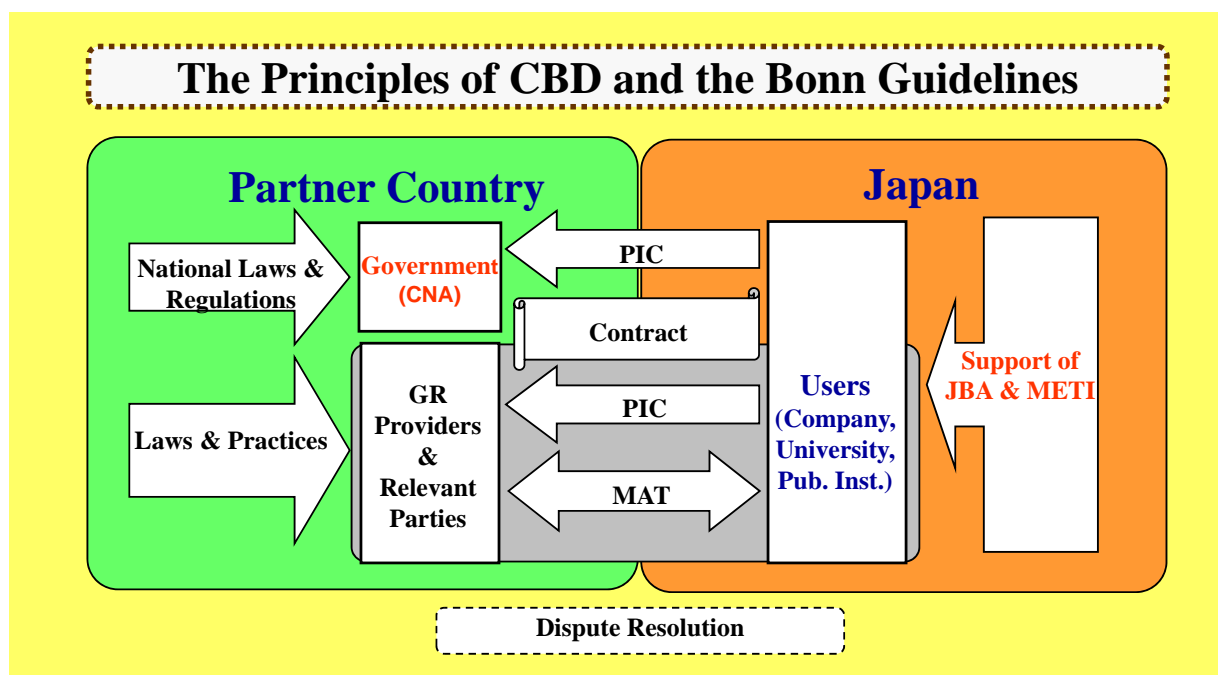 The Principles of CBD and the Bonn Guidelines
Partner Country
Japan
National Laws &
Regulations
Government
(CNA)
PIC
Contract
Laws & Practices
GR
Providers
&
Relevant
Parties
PIC
MAT
Users
(Company,
University,
Pub. Inst.)
Support of
JBA & METI
Dispute Resolution